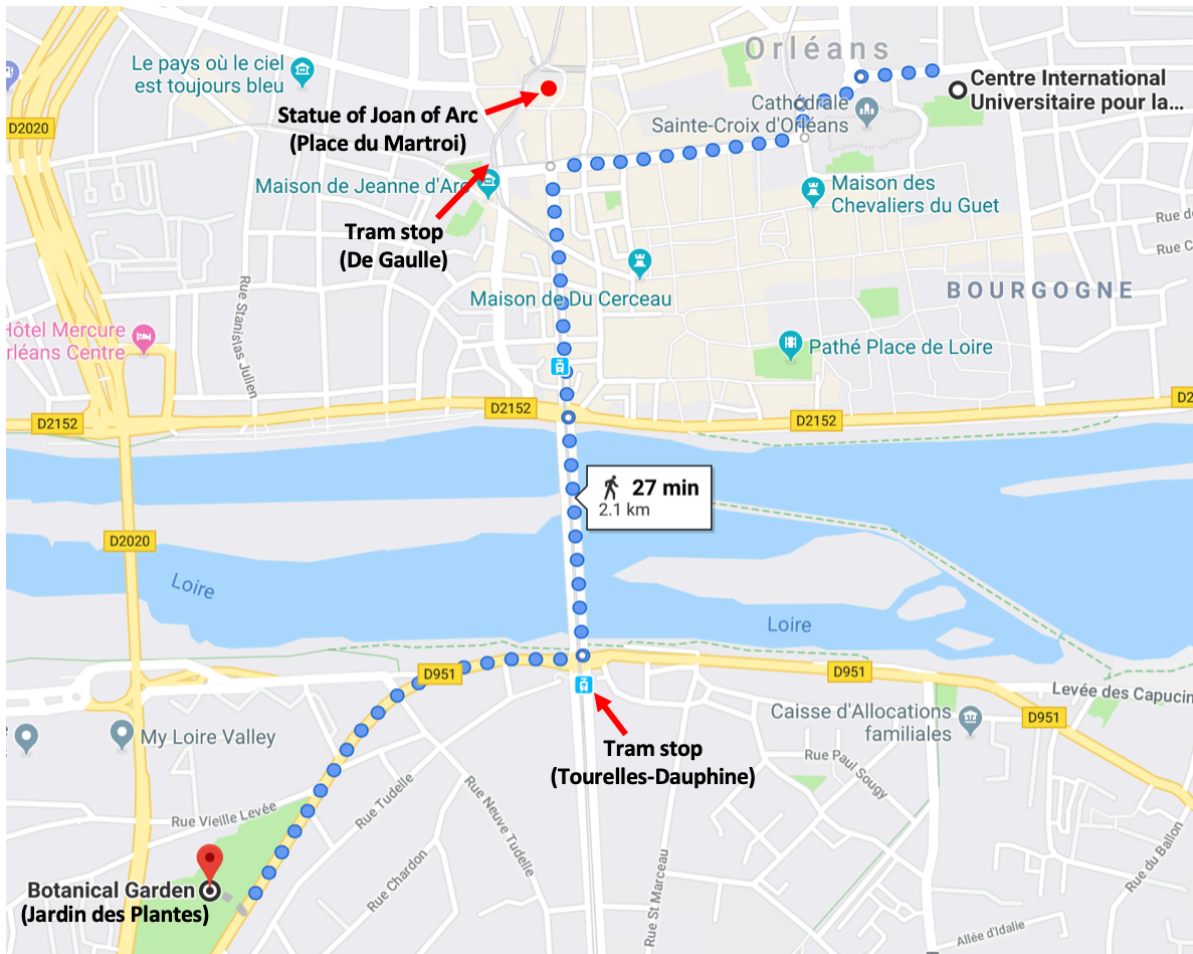 Orléans
Le pays où le ciel
est toujours bleu
Centre International
Universitaire pour la...
Statue of Joan of Arc
(Place du Martroi)
Cathédrale
Sainte-Croix d'Orléans
D2020
Maison de Jeanne d'Arc
Maison des
Chevaliers du Guet
Rue de
Rue C
Tram stop
(De Gaulle)
Maison de Du Cerceau
BOURGOGNE
Rue Stanislas Julien
Hôtel Mercure
rléans Centre
Pathé Place de Loire
D2152
D2152
D2152
D2
27 min
2.1 km
D2020
Loire
Loire
D951
D951
D951
Levée des Capucin
My Loire Valley
Caisse d'Allocations
familiales
Tram stop
(Tourelles-Dauphine)
Rue Paul Sougy
Rue Tudelle
Rue Neuve Tudelle
Rue Vieille Levée
Rue Chardon
Rue St Marceau
Rue du Ballon
Botanical Garden
(Jardin des Plantes)
Allée d'Idalie